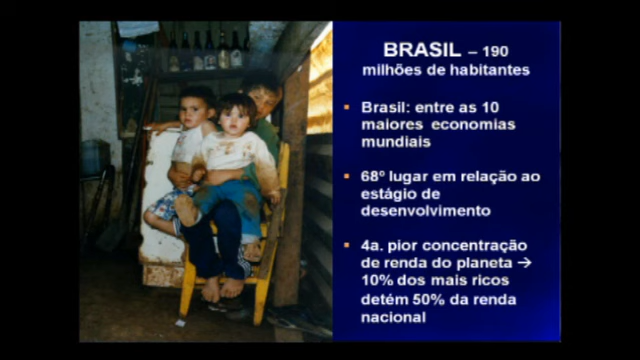 BRASIL – 190
milhões de habitantes
▪ Brasil: entre as 10
maiores economias
mundiais
▪ 68º lugar em relação ao
estágio de
desenvolvimento
▪ 4a. pior concentração
de renda do planeta →
10% dos mais ricos
detém 50% da renda
nacional